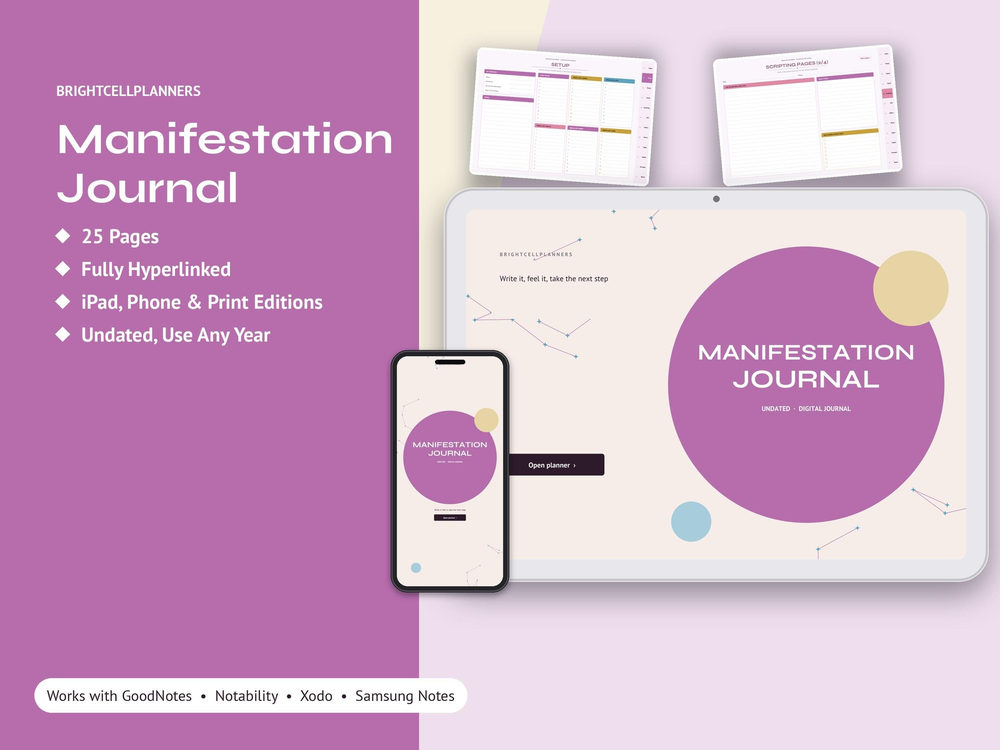 BRIGHTCELLPLANNERS
Manifestation
Journal
25 Pages
Fully Hyperlinked
iPad, Phone & Print Editions
Undated, Use Any Year
SETUP
SCRIPTING PAGES (1/4)
BRIGHTCELLPLANNERS
Write it, feel it, take the next step
MANIFESTATION
JOURNAL
UNDATED · DIGITAL JOURNAL
Open planner ›
MANIFESTATION
JOURNAL
Works with GoodNotes • Notability • Xodo • Samsung Notes